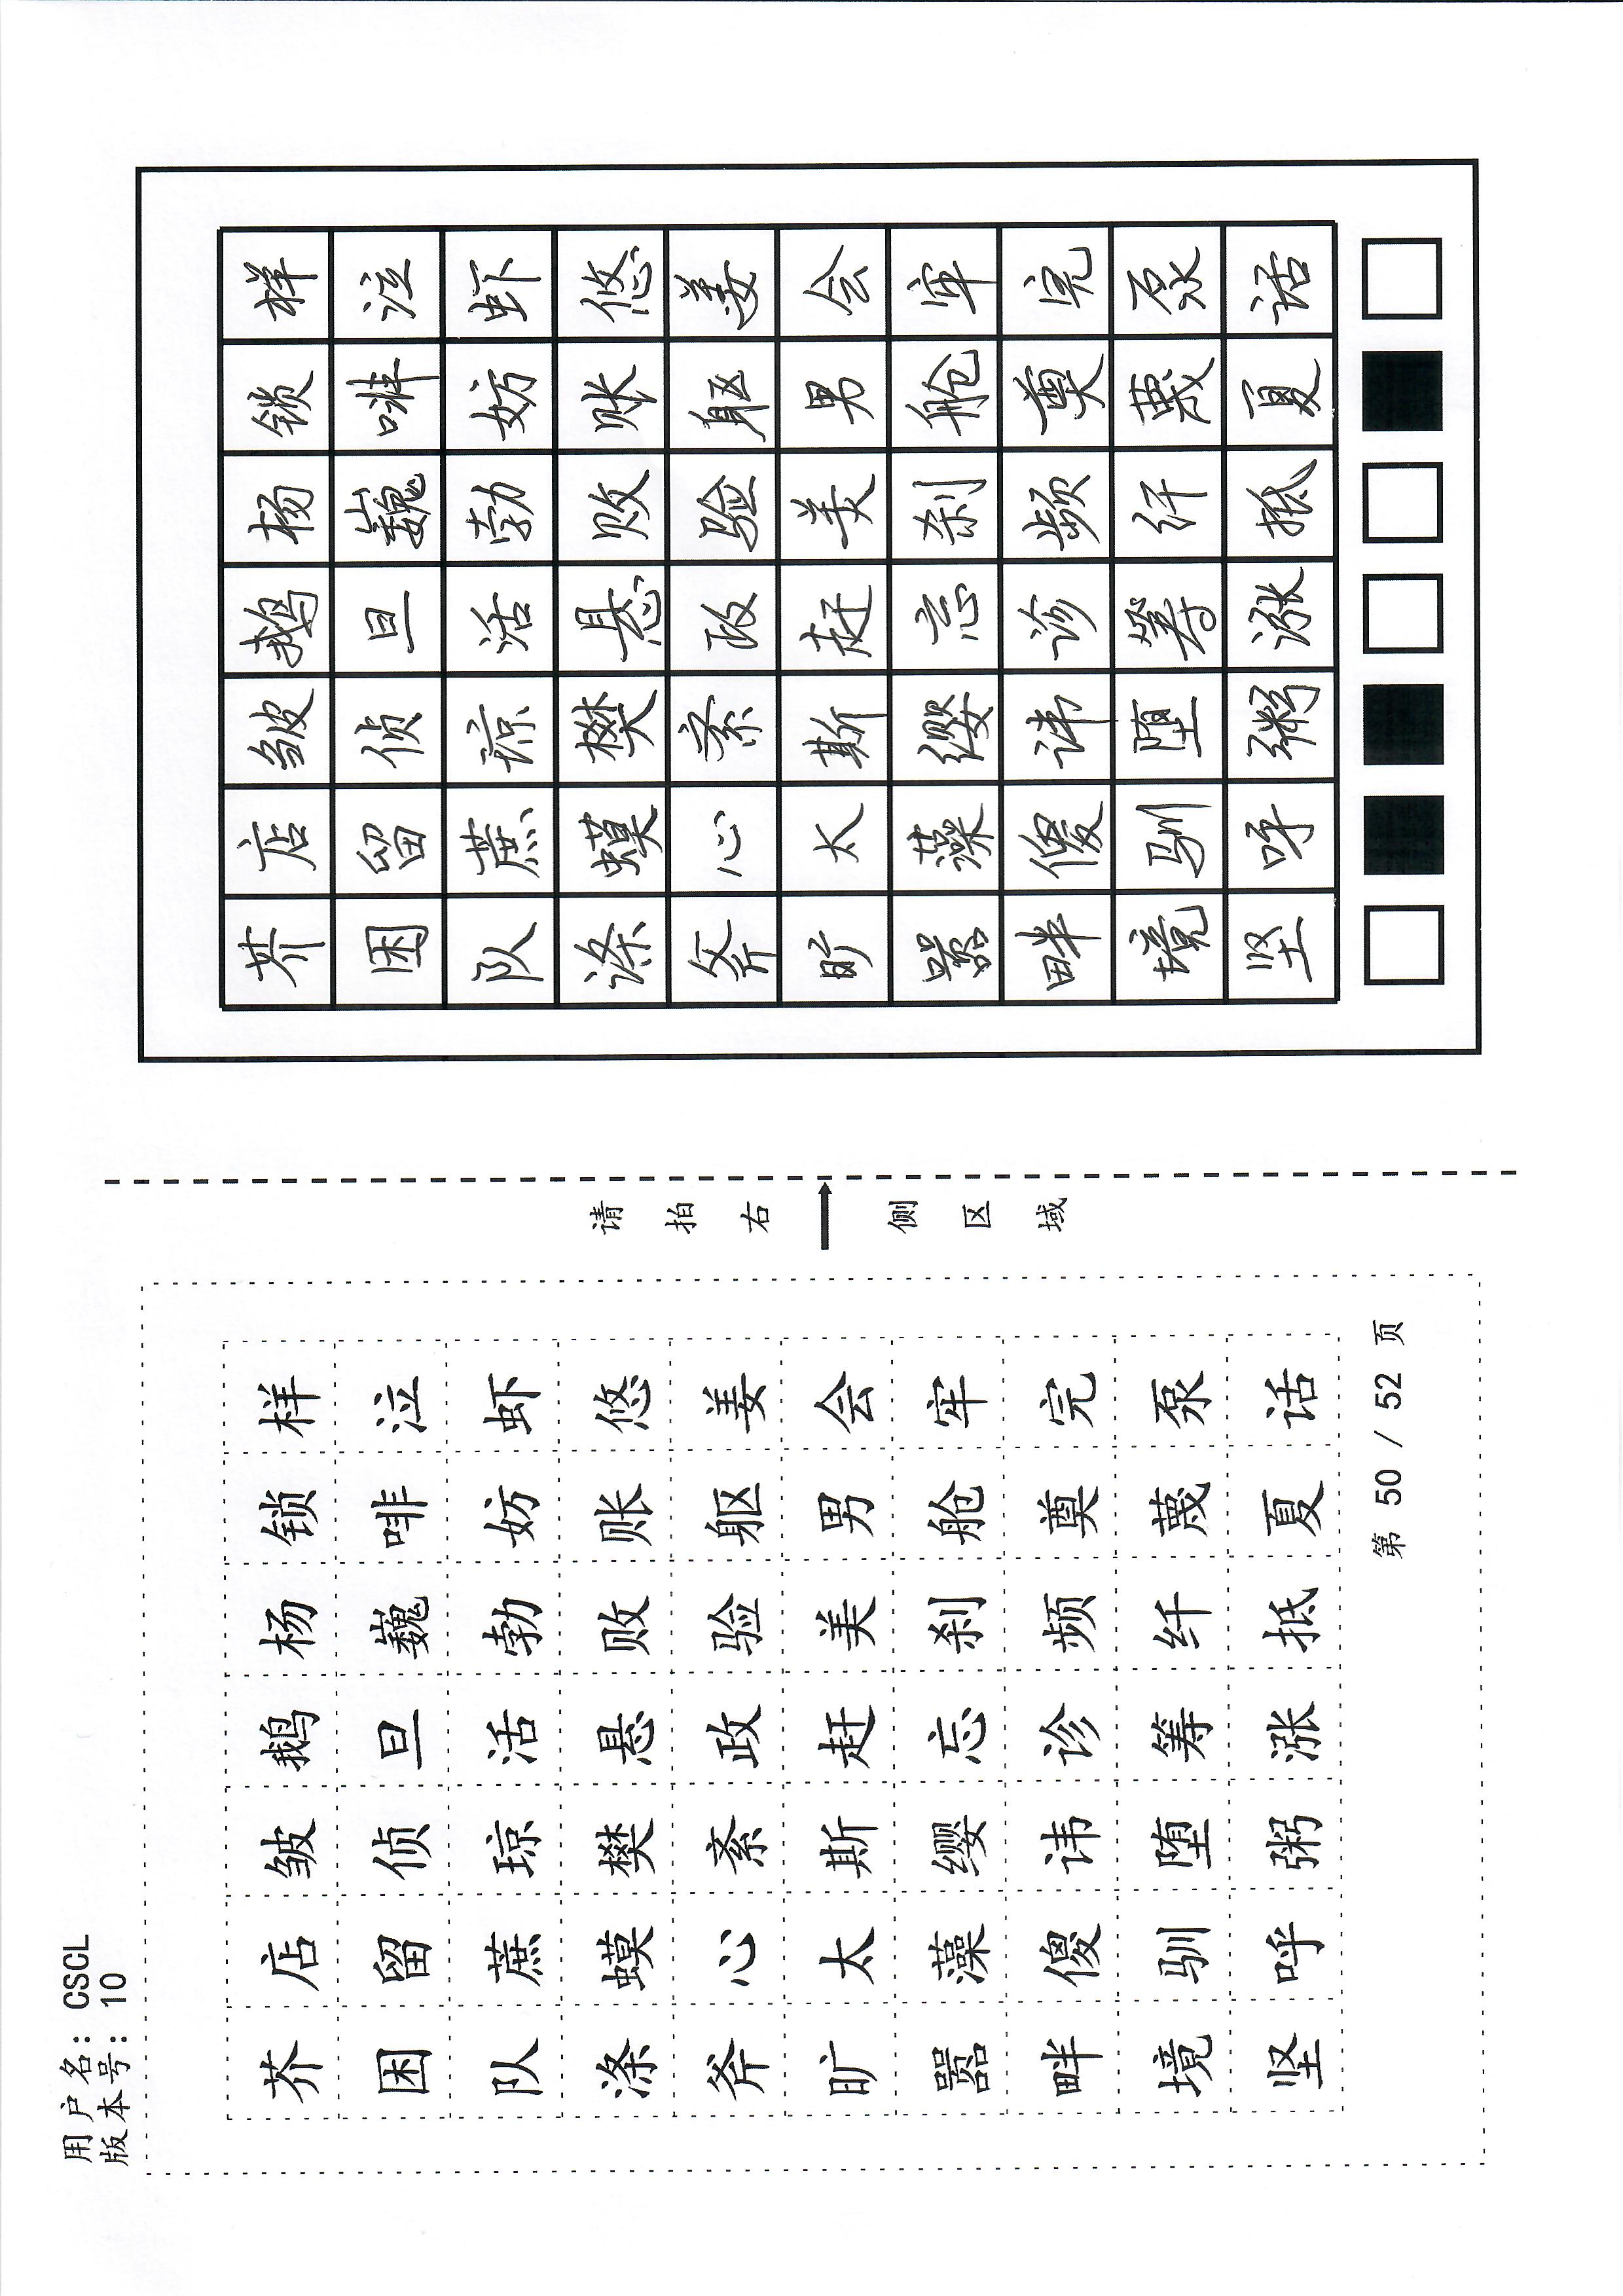 用户名：CSCL
版本号：10
芥店皱鹅杨锁样
困留侦旦巍啡泣
队蔗琼活勃妨虾
涤蟆樊悬败账悠
斧心紊政验躯姜
旷太斯赶美男会
嚣藻缨忘刹舱牢
畔傻讳诊频奠完
境驯堕筹纤蔑泵
坚呼粥涨抵夏话
第 50 / 52 页
请拍右
侧区域
芥店皱鹅杨锁样
困留侦旦巍啡泣
队蔗琼活勃妨虾
涤蟆樊悬败账悠
斧心紊政验躯姜
旷太斯赶美男会
嚣藻缨忘刹舱牢
畔傻讳诊频奠完
境驯堕筹纤蔑泵
坚呼粥涨抵夏话